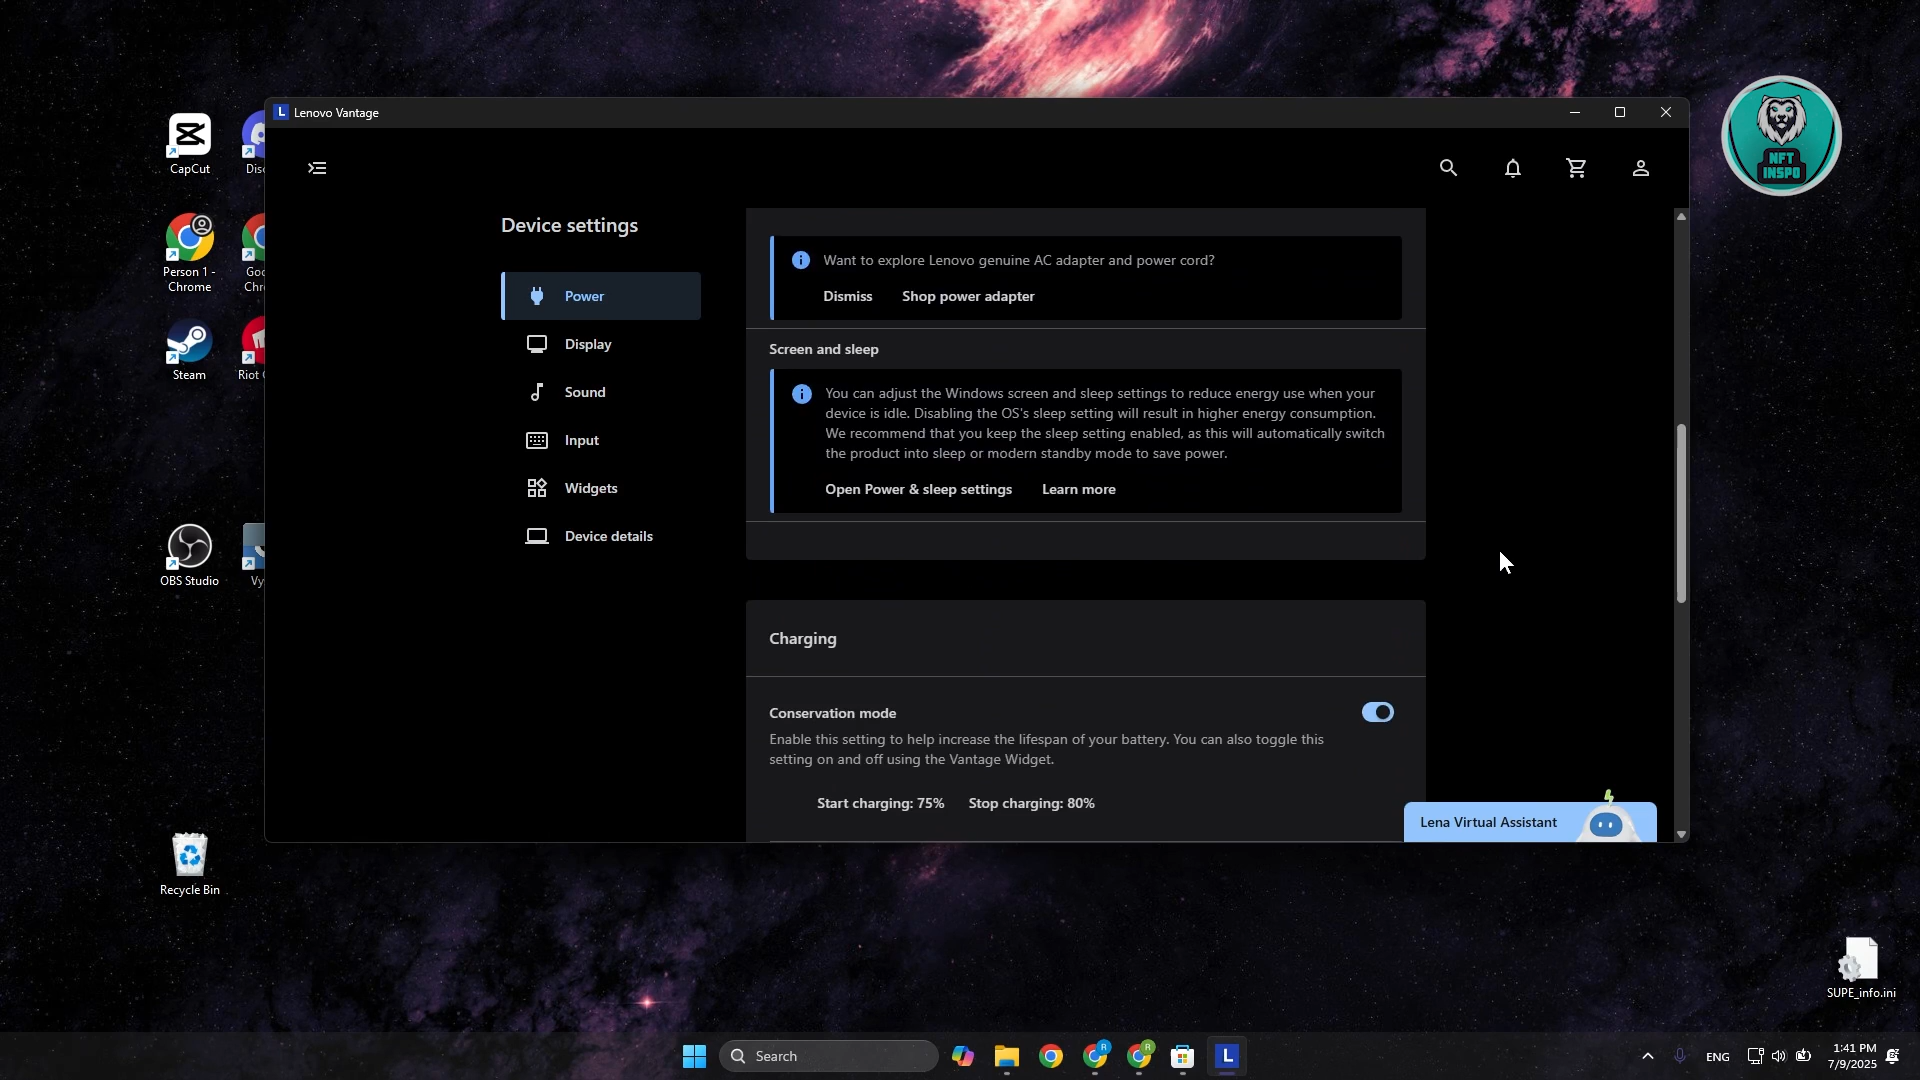 Lenovo Vantage
NFT
INSPO
CapCut
Disc
Person 1 -
Chrome
Goo
Chr
Steam
Riot C
OBS Studio
Vy
Recycle Bin
SUPE_info.ini
Device settings
Power
Display
Sound
Input
Widgets
Device details
Want to explore Lenovo genuine AC adapter and power cord?
Dismiss Shop power adapter
Screen and sleep
You can adjust the Windows screen and sleep settings to reduce energy use when your
device is idle. Disabling the OS's sleep setting will result in higher energy consumption.
We recommend that you keep the sleep setting enabled, as this will automatically switch
the product into sleep or modern standby mode to save power.
Open Power & sleep settings Learn more
Charging
Conservation mode
Enable this setting to help increase the lifespan of your battery. You can also toggle this
setting on and off using the Vantage Widget.
Start charging: 75% Stop charging: 80%
Lena Virtual Assistant
Search
ENG
1:41 PM
7/9/2025